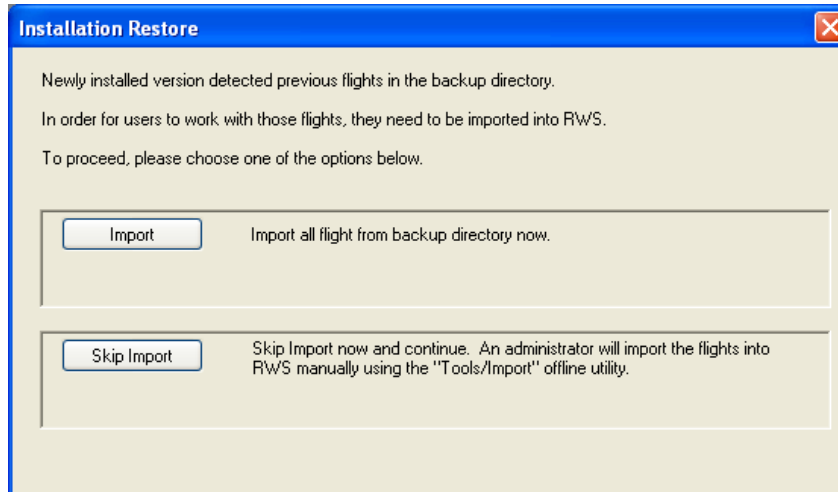 Installation Restore
Newly installed version detected previous flights in the backup directory.
In order for users to work with those flights, they need to be imported into RWS.
To proceed, please choose one of the options below.
Import
Import all flight from backup directory now.
Skip Import
Skip Import now and continue.  An administrator will import the flights into
RWS manually using the "Tools/Import" offline utility.